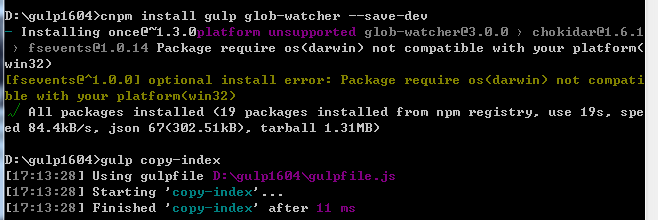 D:\gulp1604>cnpm install gulp glob-watcher --save-dev
- Installing once@~1.3.0platform unsupported glob-watcher@3.0.0 › chokidar@1.6.1
› fsevents@1.0.14 Package require os(darwin) not compatible with your platform(
win32)
[fsevents@^1.0.0] optional install error: Package require os(darwin) not compati
ble with your platform(win32)
√ All packages installed (19 packages installed from npm registry, use 19s, spe
ed 84.4kB/s, json 67(302.51kB), tarball 1.31MB)
D:\gulp1604>gulp copy-index
[17:13:28] Using gulpfile D:\gulp1604\gulpfile.js
[17:13:28] Starting 'copy-index'...
[17:13:28] Finished 'copy-index' after 11 ms